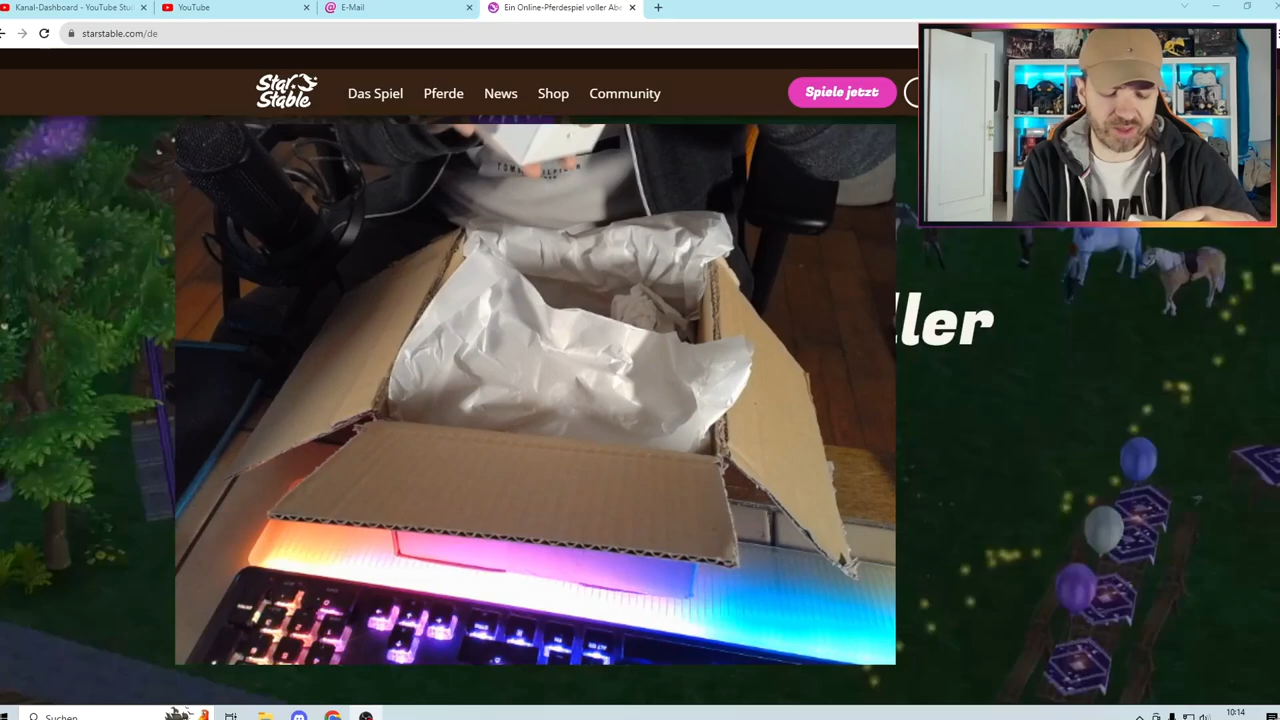 Kanal-Dashboard - YouTube Stud
YouTube
E-Mail
Ein Online-Pferdespiel voller Abe
starstable.com/de
Star Stable
Das Spiel
Pferde
News
Shop
Community
Spiele jetzt
ller
Suchen
10:14